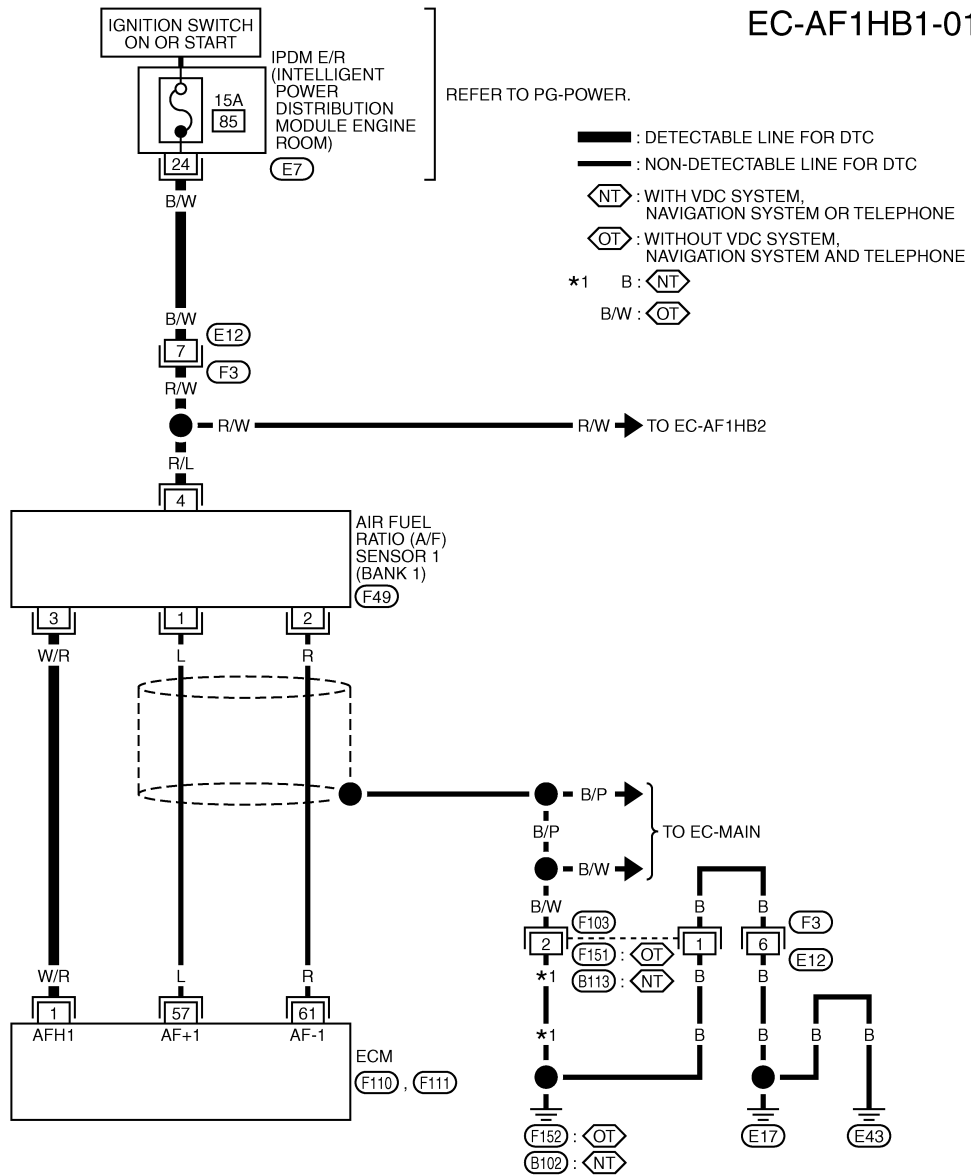 EC-AF1HB1-01
IGNITION SWITCH
ON OR START
IPDM E/R
(INTELLIGENT
POWER
DISTRIBUTION
MODULE ENGINE
ROOM)
15A
85
24
E7
REFER TO PG-POWER.
: DETECTABLE LINE FOR DTC
: NON-DETECTABLE LINE FOR DTC
NT : WITH VDC SYSTEM,
NAVIGATION SYSTEM OR TELEPHONE
OT : WITHOUT VDC SYSTEM,
NAVIGATION SYSTEM AND TELEPHONE
*1 B : NT
B/W : OT
B/W
B/W
E12
7
F3
R/W
R/W R/W TO EC-AF1HB2
R/L
4
AIR FUEL
RATIO (A/F)
SENSOR 1
(BANK 1)
F49
3 1 2
W/R L R
B/P
B/P TO EC-MAIN
B/W
B/W B B
F103 F3
2 1 6
F151 : OT E12
B113 : NT
*1 B B
W/R L R
1 57 61
AFH1 AF+1 AF-1
*1 B B B B
ECM
F110 , F111
F152 : OT E17 E43
B102 : NT